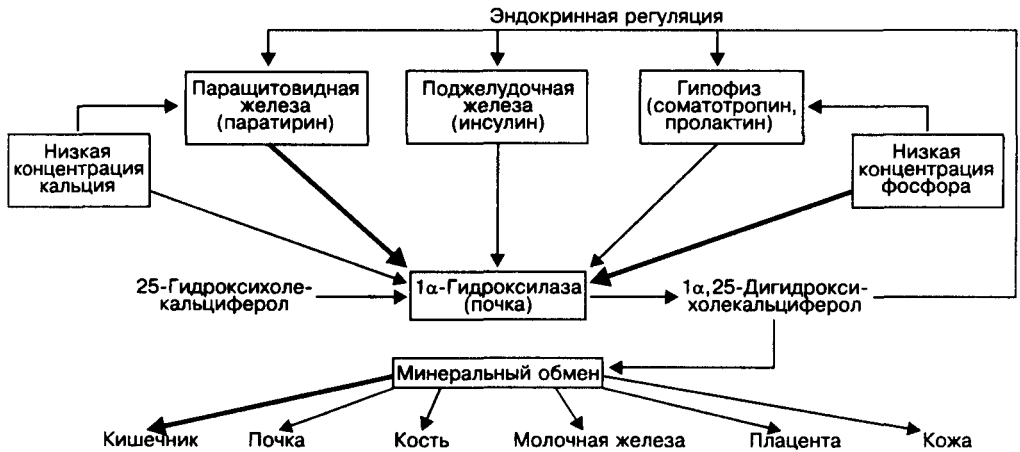 Эндокринная регуляция
Паращитовидная
железа
(паратирин)
Поджелудочная
железа
(инсулин)
Гипофиз
(соматотропин,
пролактин)
Низкая
концентрация
кальция
Низкая
концентрация
фосфора
25-Гидроксихоле-
кальциферол
1α-Гидроксилаза
(почка)
1α,25-Дигидрокси-
холекальциферол
Минеральный обмен
Кишечник
Почка
Кость
Молочная железа
Плацента
Кожа